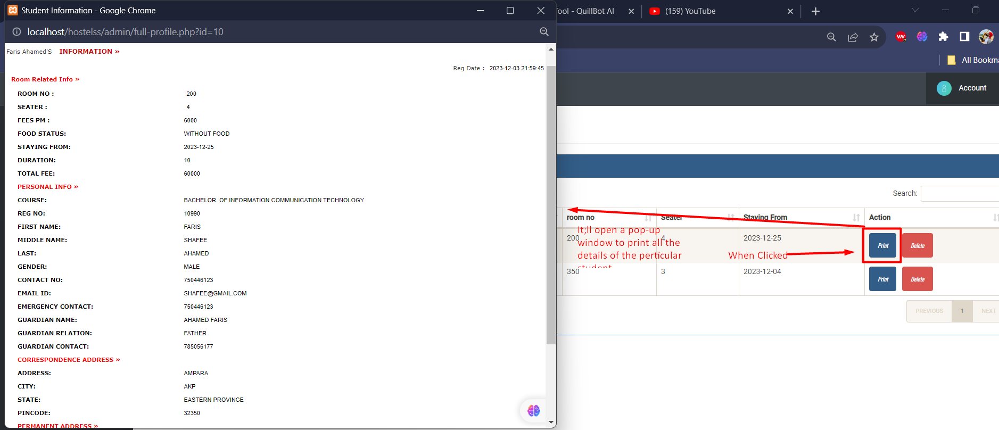 Student Information - Google Chrome
Tool - QuillBot AI
(159) YouTube
localhost/hostelss/admin/full-profile.php?id=10
All Bookma
Faris Ahamed'S INFORMATION »
Reg Date : 2023-12-03 21:59:45
Room Related Info »
ROOM NO : 200
SEATER : 4
FEES PM : 6000
FOOD STATUS: WITHOUT FOOD
STAYING FROM: 2023-12-25
DURATION: 10
TOTAL FEE: 60000
PERSONAL INFO »
COURSE: BACHELOR OF INFORMATION COMMUNICATION TECHNOLOGY
REG NO: 10990
FIRST NAME: FARIS
MIDDLE NAME: SHAFEE
LAST: AHAMED
GENDER: MALE
CONTACT NO: 750446123
EMAIL ID: SHAFEE@GMAIL.COM
EMERGENCY CONTACT: 750446123
GUARDIAN NAME: AHAMED FARIS
GUARDIAN RELATION: FATHER
GUARDIAN CONTACT: 785056177
CORRESPONDENCE ADDRESS »
ADDRESS: AMPARA
CITY: AKP
STATE: EASTERN PROVINCE
PINCODE: 32350
PERMANENT ADDRESS »
8 Account
Search:
room no Seater Staying From Action
200 4 2023-12-25 Print Delete
It;ll open a pop-up
window to print all the
details of the perticular
student
When Clicked
350 3 2023-12-04 Print Delete
PREVIOUS 1 NEXT